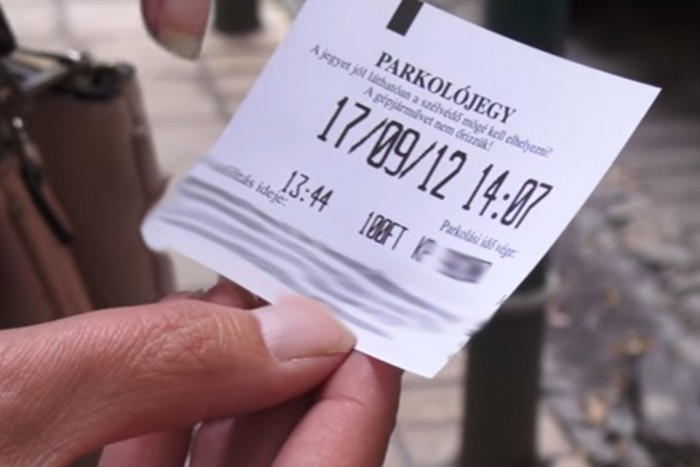 PARKOLÓJEGY
A jegyet jól láthatóan a szélvédő mögé kell elhelyezni!
A gépjárművet nem őrizzük!
17/09/12 14:07
Parkolási idő vége:
ideje: 13:44
100FT